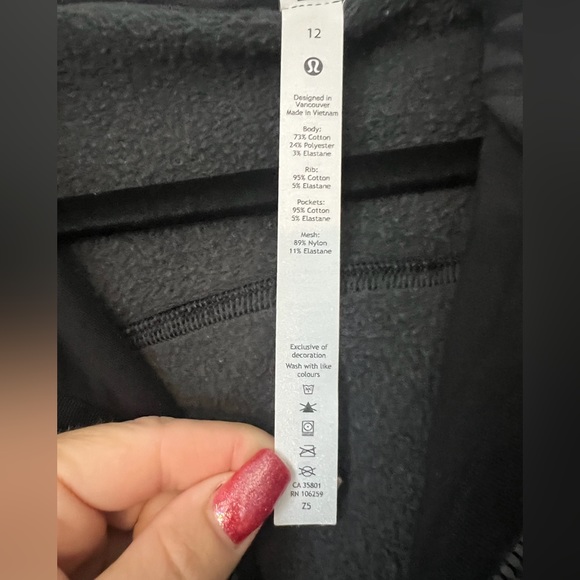 12
Designed in
Vancouver
Made in Vietnam
Body:
73% Cotton
24% Polyester
3% Elastane
Rib:
95% Cotton
5% Elastane
Pockets:
95% Cotton
5% Elastane
Mesh:
89% Nylon
11% Elastane
Exclusive of
decoration
Wash with like
colours
CA 35801
RN 106259
Z5